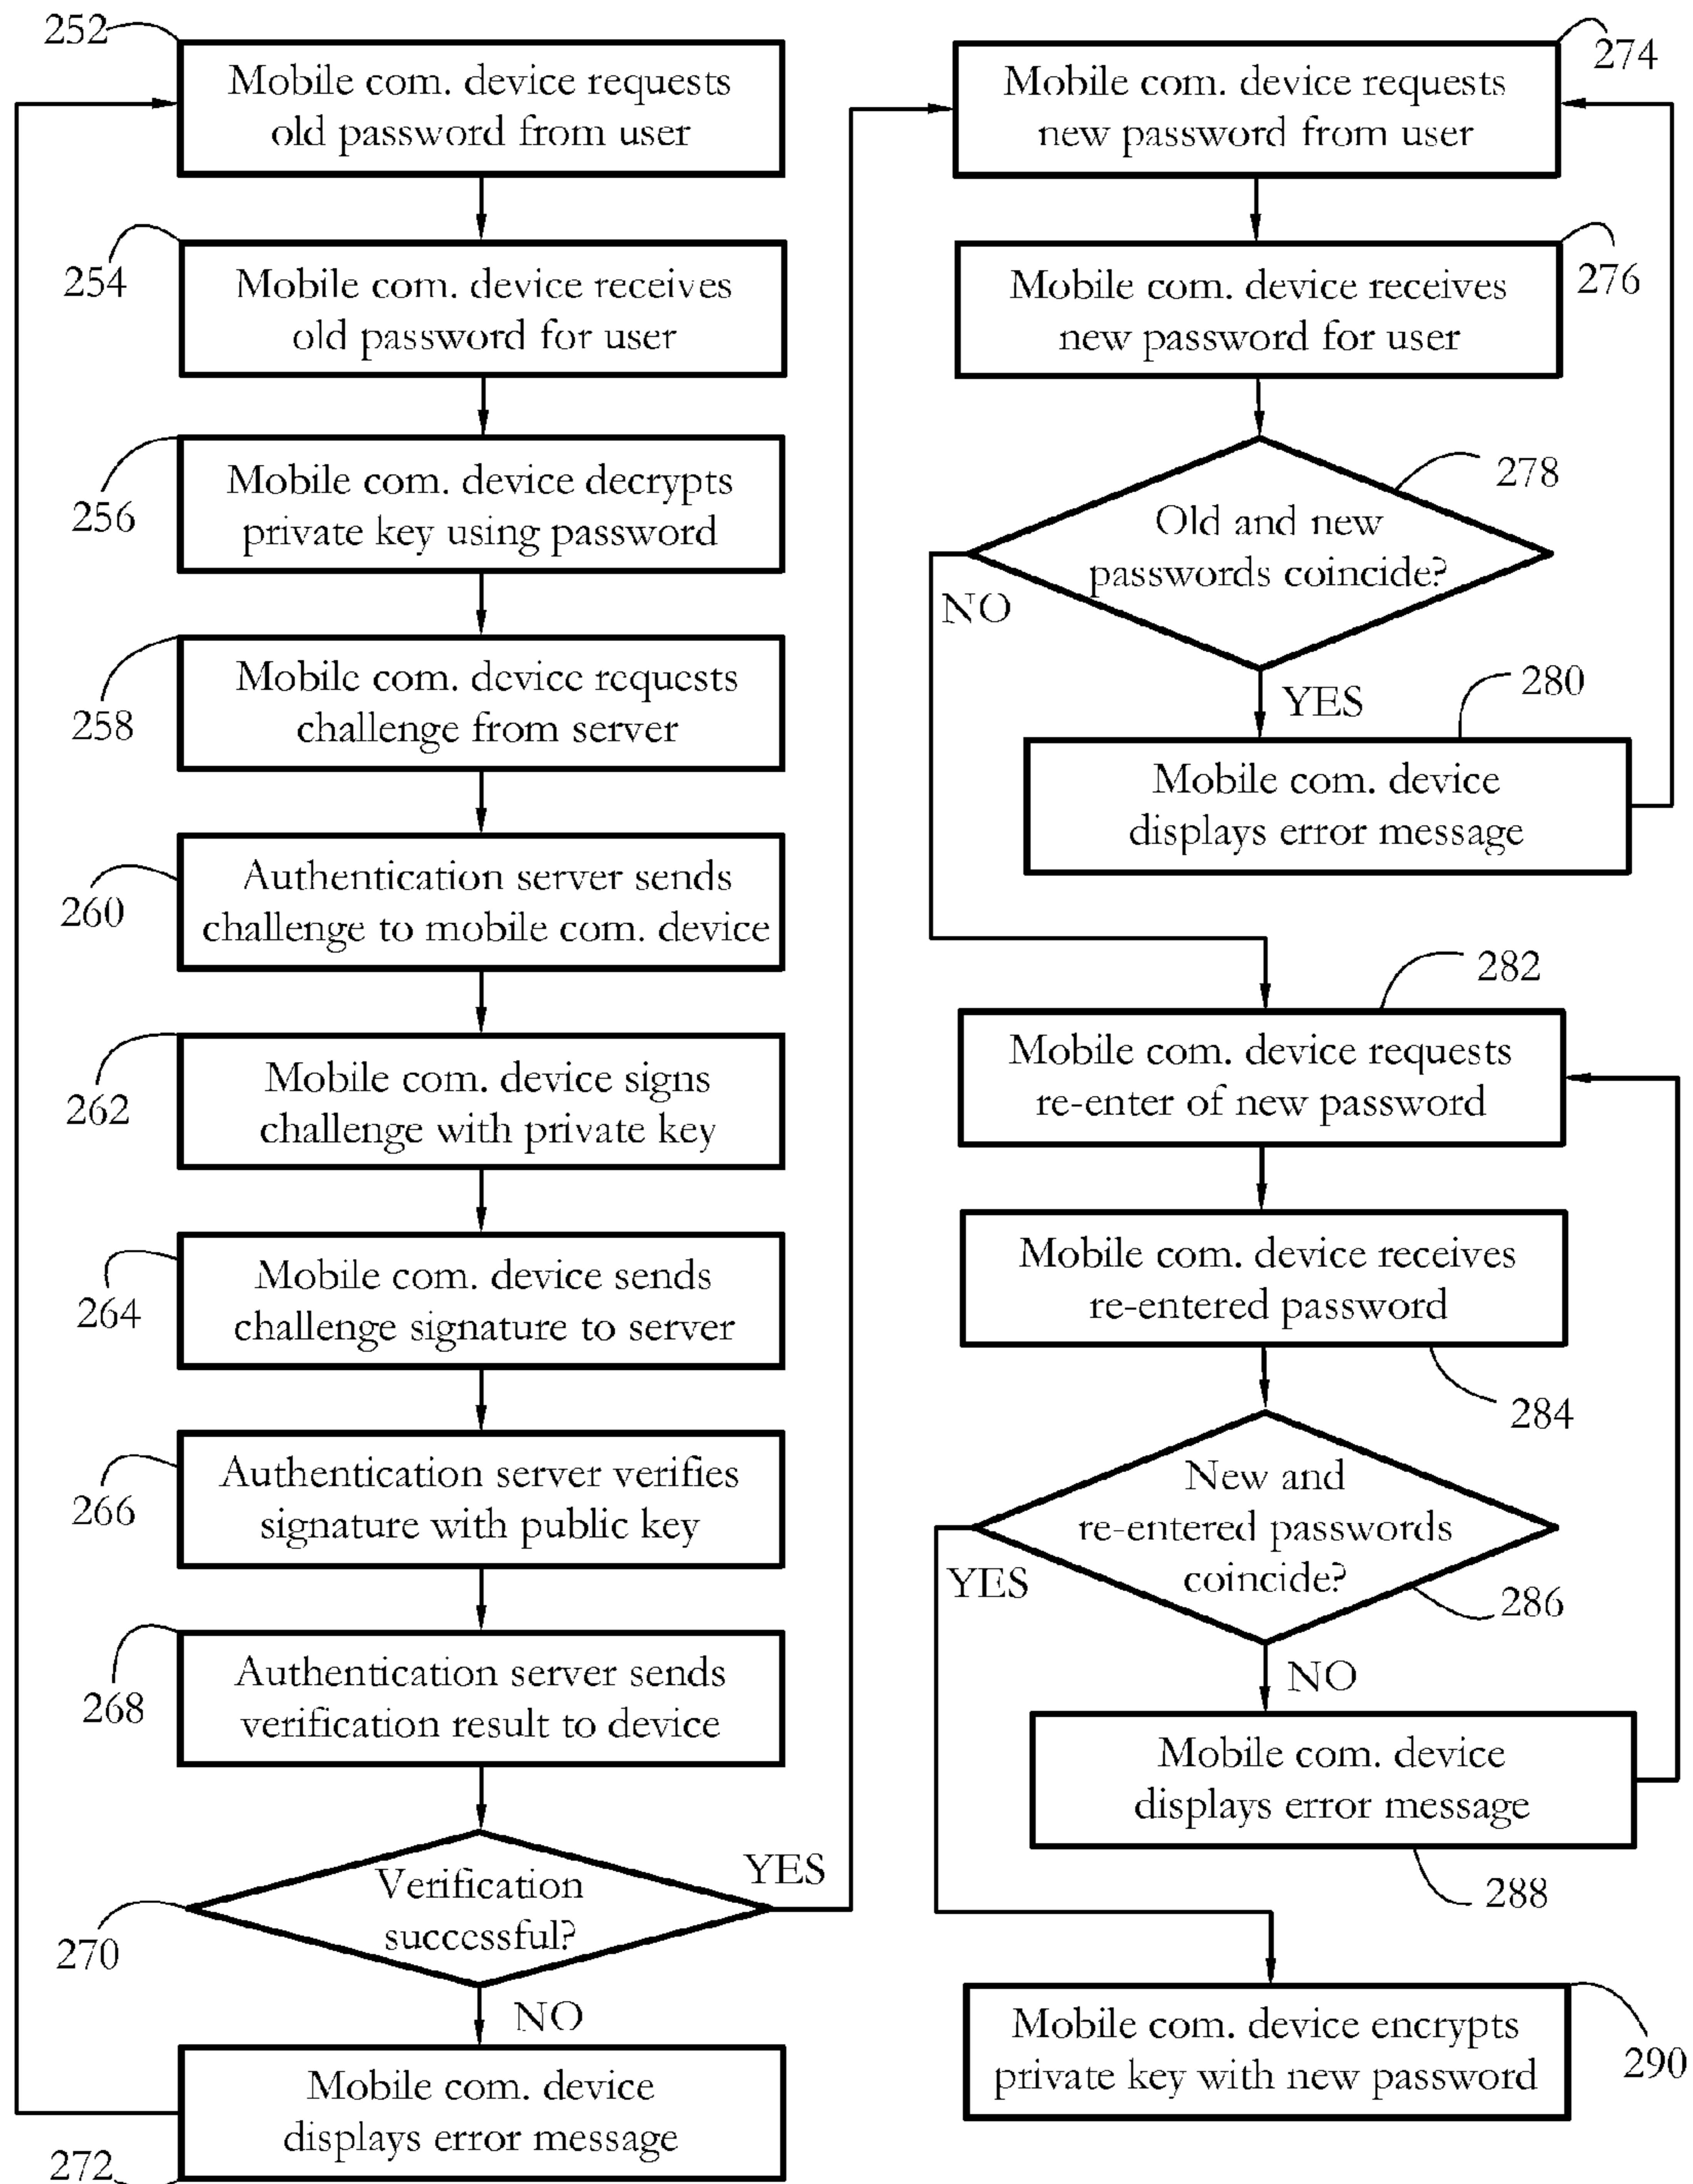 252
Mobile com. device requests
old password from user
254
Mobile com. device receives
old password for user
256
Mobile com. device decrypts
private key using password
258
Mobile com. device requests
challenge from server
260
Authentication server sends
challenge to mobile com. device
262
Mobile com. device signs
challenge with private key
264
Mobile com. device sends
challenge signature to server
266
Authentication server verifies
signature with public key
268
Authentication server sends
verification result to device
270
Verification
successful?
YES
NO
272
Mobile com. device
displays error message
274
Mobile com. device requests
new password from user
276
Mobile com. device receives
new password for user
278
Old and new
passwords coincide?
NO
YES
280
Mobile com. device
displays error message
282
Mobile com. device requests
re-enter of new password
Mobile com. device receives
re-entered password
284
New and
re-entered passwords
coincide?
YES
286
NO
Mobile com. device
displays error message
288
Mobile com. device encrypts
private key with new password
290